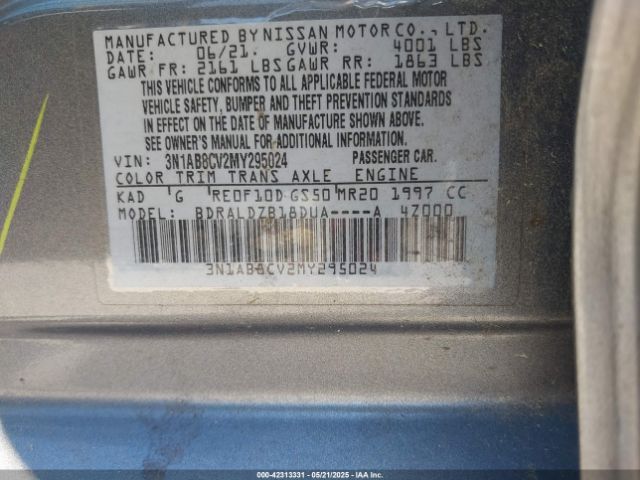 MANUFACTURED BY NISSAN MOTOR CO., LTD.
DATE: 06/21. GVWR: 4001 LBS
GAWR FR: 2161 LBS GAWR RR: 1863 LBS
THIS VEHICLE CONFORMS TO ALL APPLICABLE FEDERAL MOTOR
VEHICLE SAFETY, BUMPER AND THEFT PREVENTION STANDARDS
IN EFFECT ON THE DATE OF MANUFACTURE SHOWN ABOVE.
SEE OWNER'S MANUAL FOR ADDITIONAL INFORMATION.
VIN: 3N1AB8CV2MY295024 PASSENGER CAR.
COLOR TRIM TRANS AXLE ENGINE
KAD G RE0F10D GS50 MR20 1997 CC
MODEL: BDRALDZB18DUA----A 4Z000
3N1AB8CV2MY295024
000-42313331 - 05/21/2025 - IAA Inc.